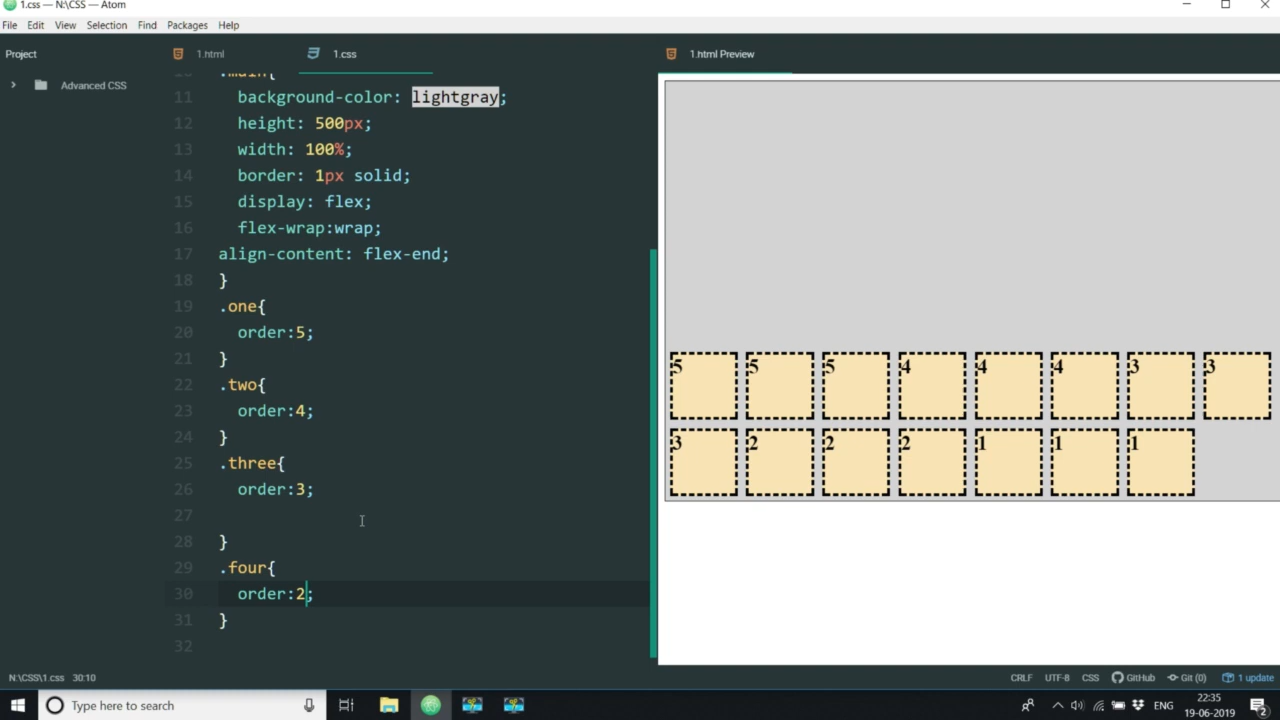 1.css — N:\CSS — Atom
File Edit View Selection Find Packages Help
Project
1.html
1.css
1.html Preview
Advanced CSS
.main{
11 background-color: lightgray;
12 height: 500px;
13 width: 100%;
14 border: 1px solid;
15 display: flex;
16 flex-wrap:wrap;
17 align-content: flex-end;
18 }
19 .one{
20 order:5;
21 }
22 .two{
23 order:4;
24 }
25 .three{
26 order:3;
27
28 }
29 .four{
30 order:2;
31 }
32
5 5 5 4 4 4 3 3
3 2 2 2 1 1 1
N:\CSS\1.css 30:10
CRLF UTF-8 CSS GitHub Git (0) 1 update
Type here to search
ENG
22:35
19-06-2019
2